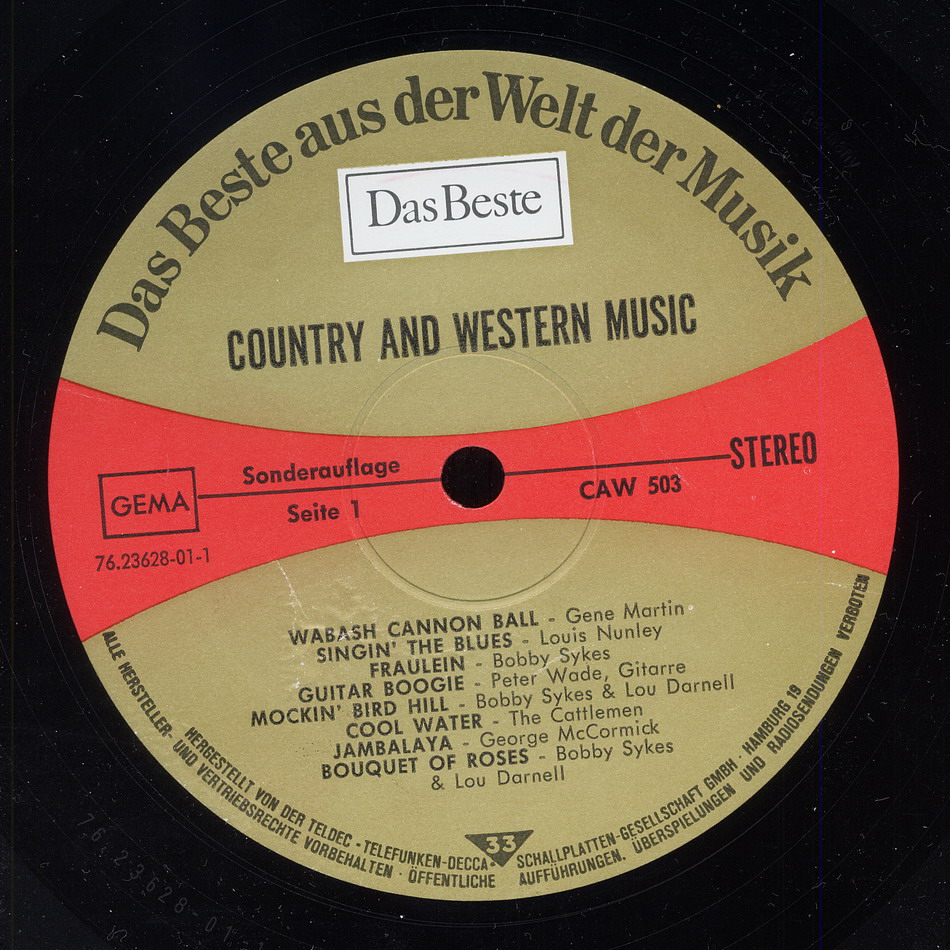 Das Beste aus der Welt der Musik
Das Beste
COUNTRY AND WESTERN MUSIC
GEMA
Sonderauflage
Seite 1
STEREO
CAW 503
76.23628-01-1
WABASH CANNON BALL - Gene Martin
SINGIN' THE BLUES - Louis Nunley
FRAULEIN - Bobby Sykes
GUITAR BOOGIE - Peter Wade, Gitarre
MOCKIN' BIRD HILL - Bobby Sykes & Lou Darnell
COOL WATER - The Cattlemen
JAMBALAYA - George McCormick
BOUQUET OF ROSES - Bobby Sykes
& Lou Darnell
33
HERGESTELLT VON DER TELDEC · TELEFUNKEN-DECCA · SCHALLPLATTEN-GESELLSCHAFT GMBH · HAMBURG 19
ALLE HERSTELLER- UND VERTRIEBSRECHTE VORBEHALTEN · ÖFFENTLICHE AUFFÜHRUNGEN, ÜBERSPIELUNGEN UND RADIOSENDUNGEN VERBOTEN
76.23628-01-1